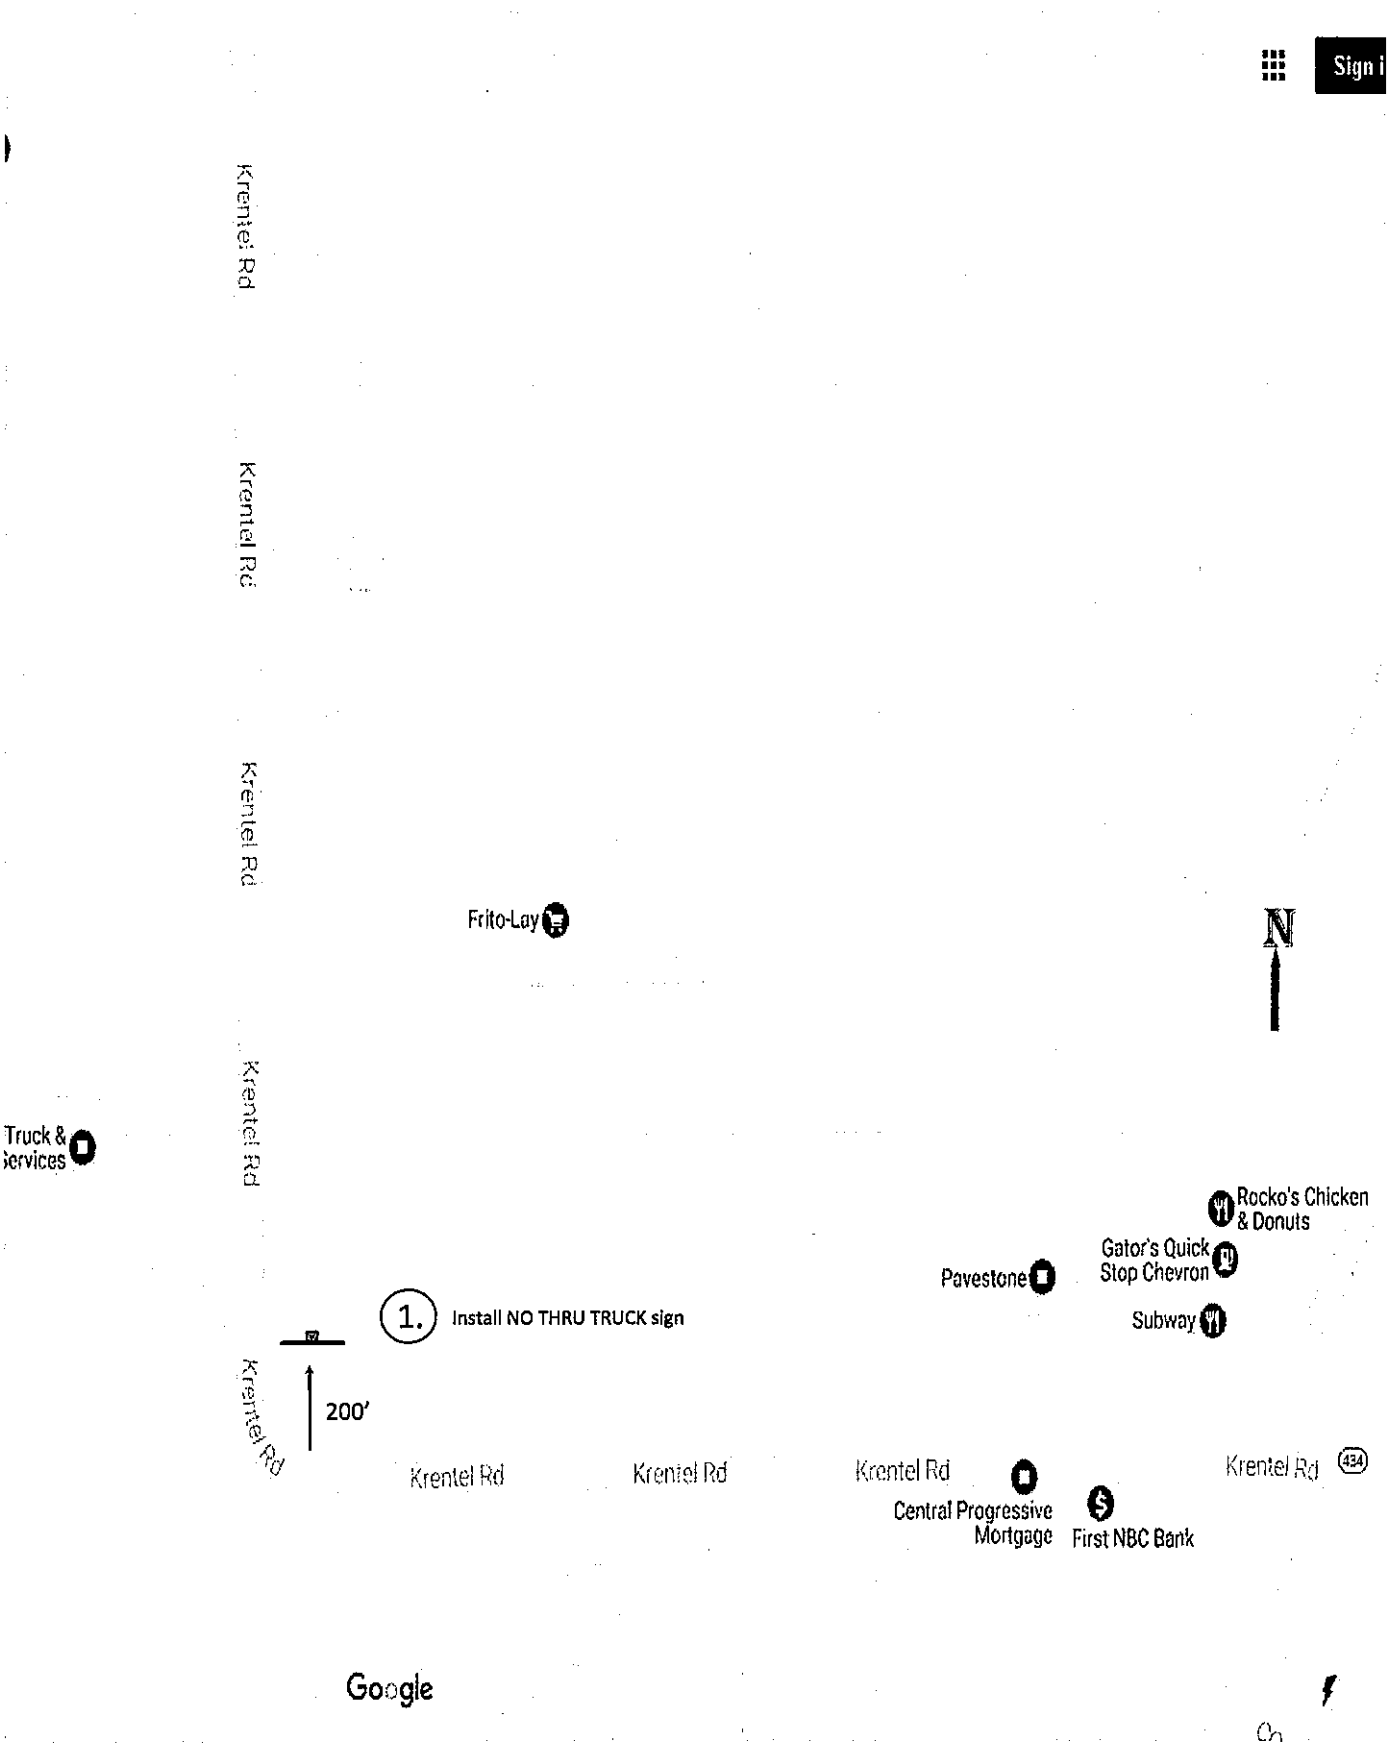 Sign i
Krentel Rd
Krentel Rd
Krentel Rd
Frito-Lay
N
Krentel Rd
Truck &
Services
Rocko's Chicken
& Donuts
Gator's Quick
Stop Chevron
Pavestone
Subway
1.
Install NO THRU TRUCK sign
Krentel Rd
200'
Krentel Rd
Krentel Rd
Krentel Rd
Krentel Rd
434
Central Progressive
Mortgage
First NBC Bank
Google